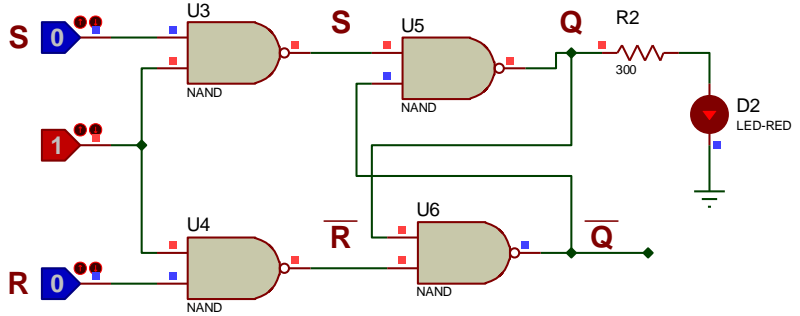 S
0
U3
NAND
S
U5
NAND
Q
R2
300
D2
LED-RED
1
U4
NAND
R̅
U6
NAND
Q̅
R
0